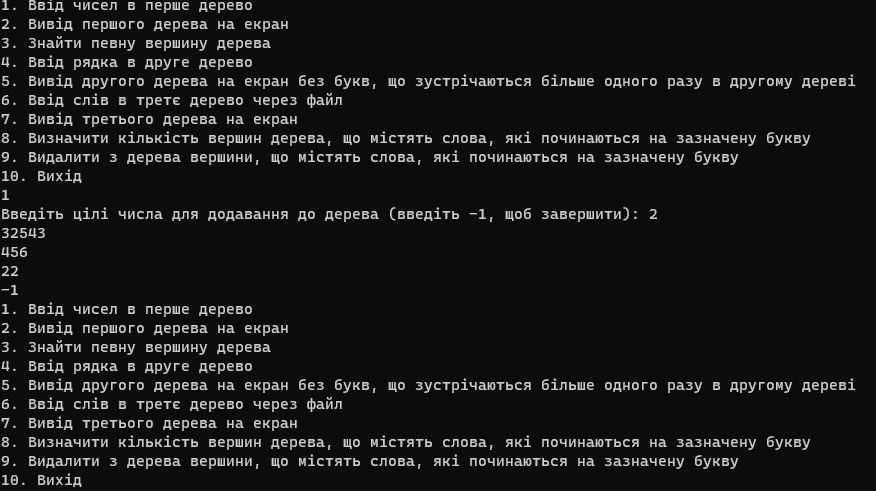 1. Ввід чисел в перше дерево
2. Вивід першого дерева на екран
3. Знайти певну вершину дерева
4. Ввід рядка в друге дерево
5. Вивід другого дерева на екран без букв, що зустрічаються більше одного разу в другому дереві
6. Ввід слів в третє дерево через файл
7. Вивід третього дерева на екран
8. Визначити кількість вершин дерева, що містять слова, які починаються на зазначену букву
9. Видалити з дерева вершини, що містять слова, які починаються на зазначену букву
10. Вихід
1
Введіть цілі числа для додавання до дерева (введіть -1, щоб завершити): 2
32543
456
22
-1
1. Ввід чисел в перше дерево
2. Вивід першого дерева на екран
3. Знайти певну вершину дерева
4. Ввід рядка в друге дерево
5. Вивід другого дерева на екран без букв, що зустрічаються більше одного разу в другому дереві
6. Ввід слів в третє дерево через файл
7. Вивід третього дерева на екран
8. Визначити кількість вершин дерева, що містять слова, які починаються на зазначену букву
9. Видалити з дерева вершини, що містять слова, які починаються на зазначену букву
10. Вихід